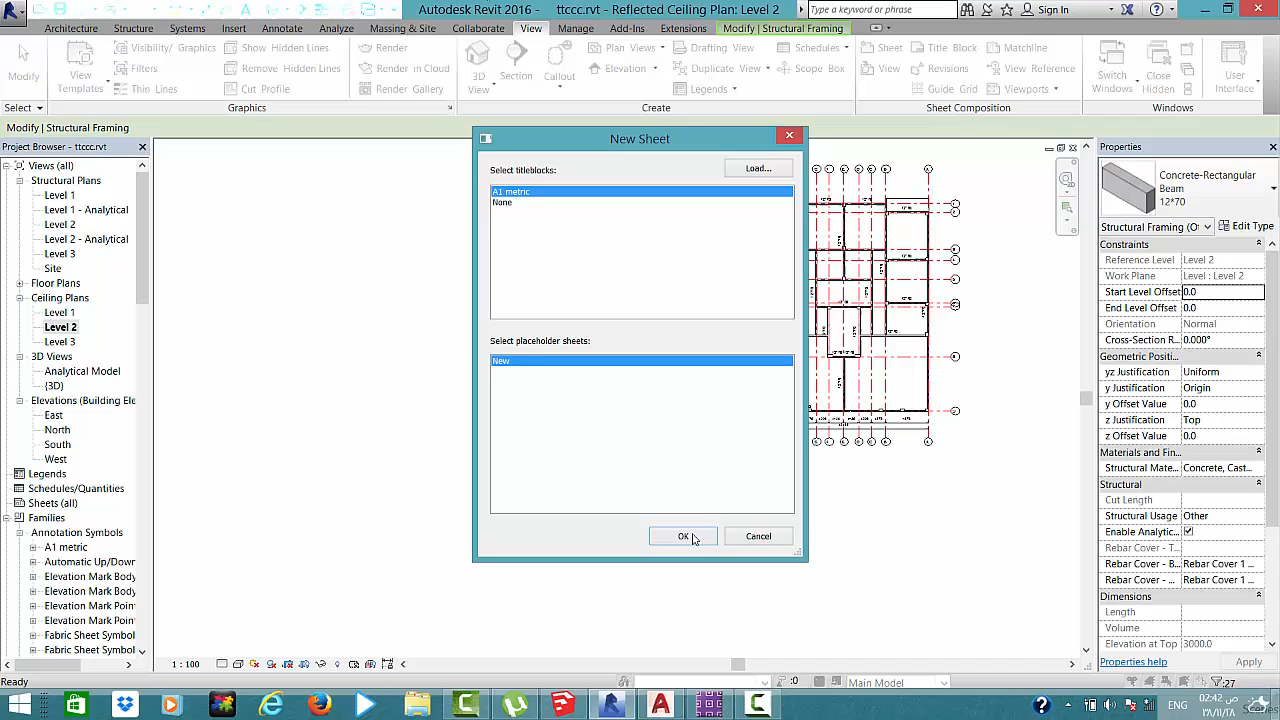 Autodesk Revit 2016 -    ttccc.rvt - Reflected Ceiling Plan: Level 2
Type a keyword or phrase
Sign In
Architecture Structure Systems Insert Annotate Analyze Massing & Site Collaborate View Manage Add-Ins Extensions Modify | Structural Framing
Modify
View Templates
Visibility/ Graphics
Filters
Thin Lines
Show Hidden Lines
Remove Hidden Lines
Cut Profile
Render
Render in Cloud
Render Gallery
3D View
Section
Callout
Plan Views
Elevation
Drafting View
Duplicate View
Legends
Schedules
Scope Box
Sheet
View
Title Block
Revisions
Guide Grid
Matchline
View Reference
Viewports
Switch Windows
Close Hidden
User Interface
Select
Graphics
Create
Sheet Composition
Windows
Modify | Structural Framing
Project Browser - ttccc.r
Views (all)
Structural Plans
Level 1
Level 1 - Analytical
Level 2
Level 2 - Analytical
Level 3
Site
Floor Plans
Ceiling Plans
Level 1
Level 2
Level 3
3D Views
Analytical Model
{3D}
Elevations (Building Ele
East
North
South
West
Legends
Schedules/Quantities
Sheets (all)
Families
Annotation Symbols
A1 metric
Automatic Up/Down
Elevation Mark Body
Elevation Mark Body
Elevation Mark Point
Elevation Mark Point
Fabric Sheet Symbol
Fabric Sheet Symbol
New Sheet
Select titleblocks:
Load...
A1 metric
None
Select placeholder sheets:
New
OK
Cancel
Properties
Concrete-Rectangular Beam
12*70
Structural Framing (Ot
Edit Type
Constraints
Reference Level Level 2
Work Plane Level : Level 2
Start Level Offset 0.0
End Level Offset 0.0
Orientation Normal
Cross-Section R... 0.000°
Geometric Positi...
yz Justification Uniform
y Justification Origin
y Offset Value 0.0
z Justification Top
z Offset Value 0.0
Materials and Fin...
Structural Mate... Concrete, Cast...
Structural
Cut Length
Structural Usage Other
Enable Analytic...
Rebar Cover - T...
Rebar Cover - B... Rebar Cover 1 ...
Rebar Cover - ... Rebar Cover 1 ...
Dimensions
Length
Volume
Elevation at Top 3000.0
Properties help
Apply
1 : 100
Ready
:0
Main Model
:27
02:42 ص